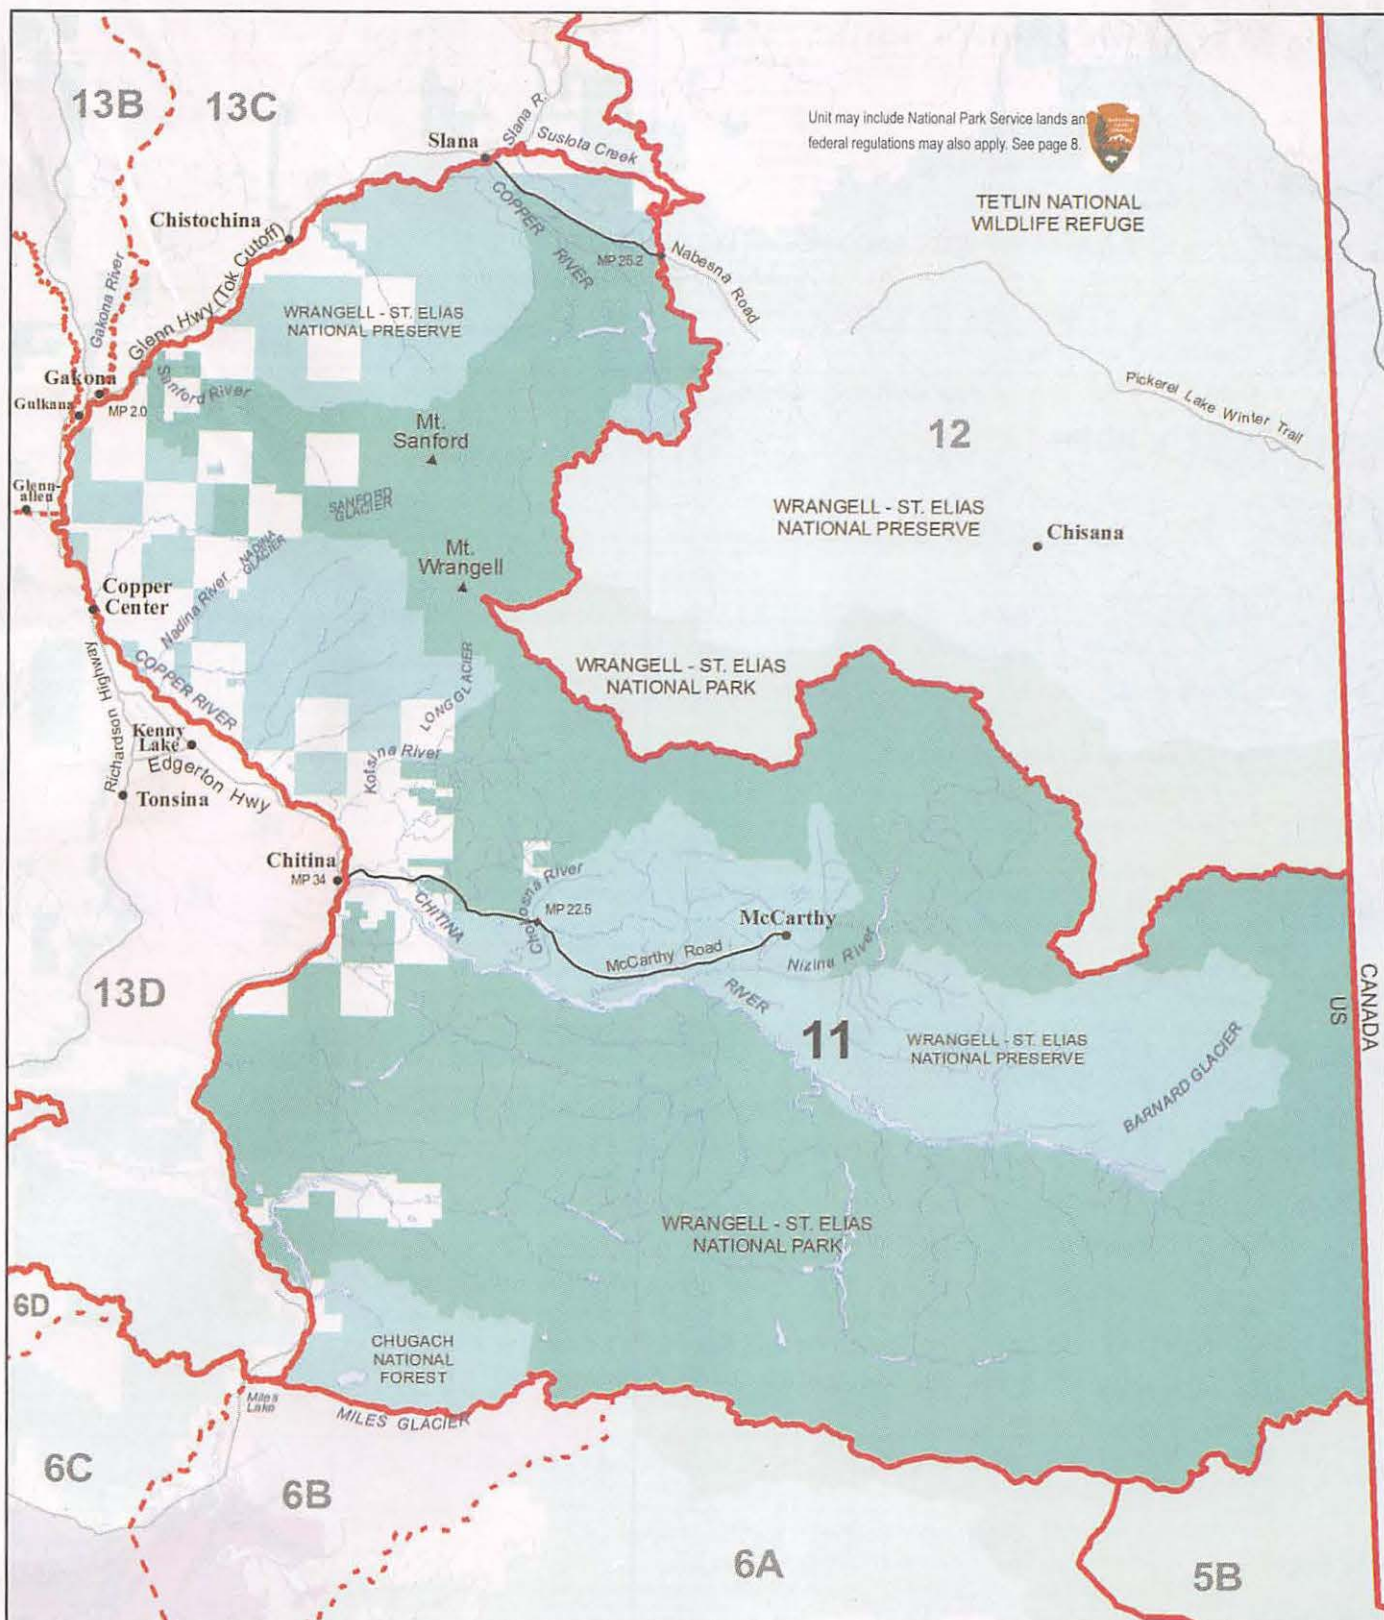 13B
13C
Slana
Slana R.
Suslota Creek
Unit may include National Park Service lands an
federal regulations may also apply. See page 8.
TETLIN NATIONAL
WILDLIFE REFUGE
Chistochina
COPPER
RIVER
MP 25.2
Nabesna Road
Gakona River
Glenn Hwy (Tok Cutoff)
WRANGELL - ST. ELIAS
NATIONAL PRESERVE
Gakona
Gulkana
MP 2.0
Sanford River
Pickerel Lake Winter Trail
Mt.
Sanford
12
Glenn-
allen
SANFORD
GLACIER
WRANGELL - ST. ELIAS
NATIONAL PRESERVE
Chisana
NADINA
GLACIER
Mt.
Wrangell
Copper
Center
Nadina River
COPPER RIVER
Richardson Highway
LONG GLACIER
WRANGELL - ST. ELIAS
NATIONAL PARK
Kenny
Lake
Kotsina River
Edgerton Hwy
Tonsina
Chitina
MP 34
CHITINA
Chokosna River
MP 22.5
McCarthy
McCarthy Road
Nizina River
RIVER
13D
11
WRANGELL - ST. ELIAS
NATIONAL PRESERVE
BARNARD GLACIER
US
CANADA
WRANGELL - ST. ELIAS
NATIONAL PARK
6D
CHUGACH
NATIONAL
FOREST
Miles
Lake
MILES GLACIER
6C
6B
6A
5B